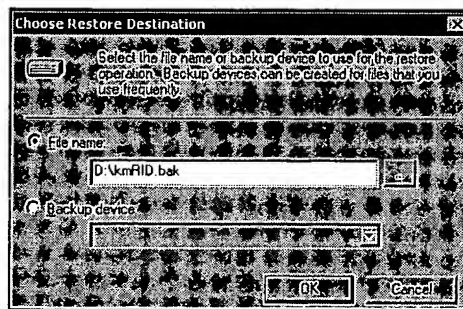 Choose Restore Destination
Select the file name or backup device to use for the restore
operation. Backup devices can be created for files that you
use frequently.
File name:
D:\kmRID.bak
...
Backup device:
OK
Cancel